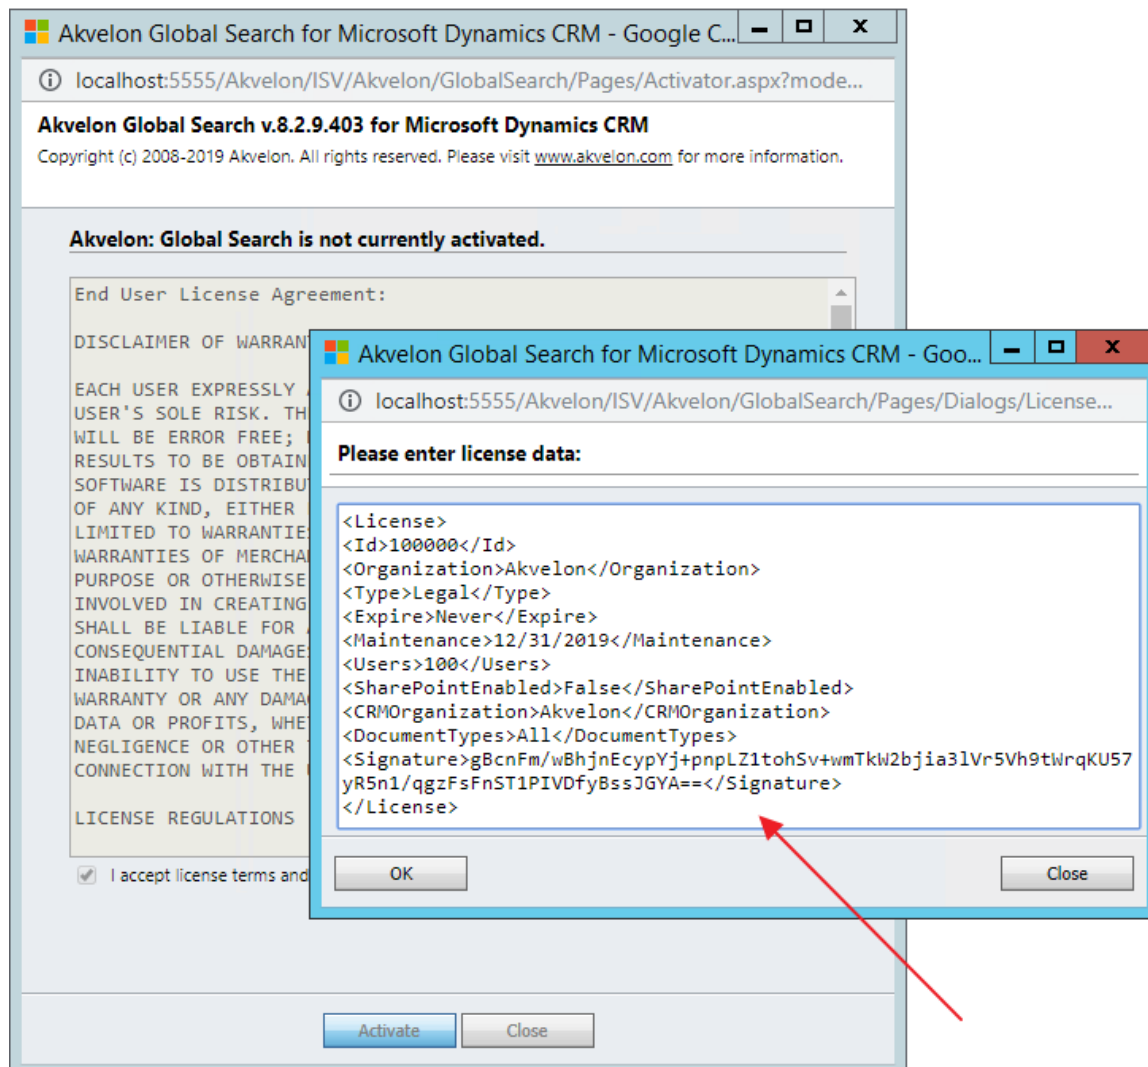 Akvelon Global Search for Microsoft Dynamics CRM - Google C...
localhost:5555/Akvelon/ISV/Akvelon/GlobalSearch/Pages/Activator.aspx?mode...
Akvelon Global Search v.8.2.9.403 for Microsoft Dynamics CRM
Copyright (c) 2008-2019 Akvelon. All rights reserved. Please visit www.akvelon.com for more information.
Akvelon: Global Search is not currently activated.
End User License Agreement:
DISCLAIMER OF WARRAN
EACH USER EXPRESSLY
USER'S SOLE RISK. TH
WILL BE ERROR FREE;
RESULTS TO BE OBTAIN
SOFTWARE IS DISTRIBU
OF ANY KIND, EITHER
LIMITED TO WARRANTIE
WARRANTIES OF MERCHA
PURPOSE OR OTHERWISE
INVOLVED IN CREATING
SHALL BE LIABLE FOR
CONSEQUENTIAL DAMAGE
INABILITY TO USE THE
WARRANTY OR ANY DAMA
DATA OR PROFITS, WHE
NEGLIGENCE OR OTHER
CONNECTION WITH THE
LICENSE REGULATIONS
I accept license terms and
Activate
Close
Akvelon Global Search for Microsoft Dynamics CRM - Goo...
localhost:5555/Akvelon/ISV/Akvelon/GlobalSearch/Pages/Dialogs/License...
Please enter license data:
<License>
<Id>100000</Id>
<Organization>Akvelon</Organization>
<Type>Legal</Type>
<Expire>Never</Expire>
<Maintenance>12/31/2019</Maintenance>
<Users>100</Users>
<SharePointEnabled>False</SharePointEnabled>
<CRMOrganization>Akvelon</CRMOrganization>
<DocumentTypes>All</DocumentTypes>
<Signature>gBcnFm/wBhjnEcypYj+pnpLZ1tohSv+wmTkW2bjia3lVr5Vh9tWrqKU57
yR5n1/qgzFsFnST1PIVDfyBssJGYA==</Signature>
</License>
OK
Close